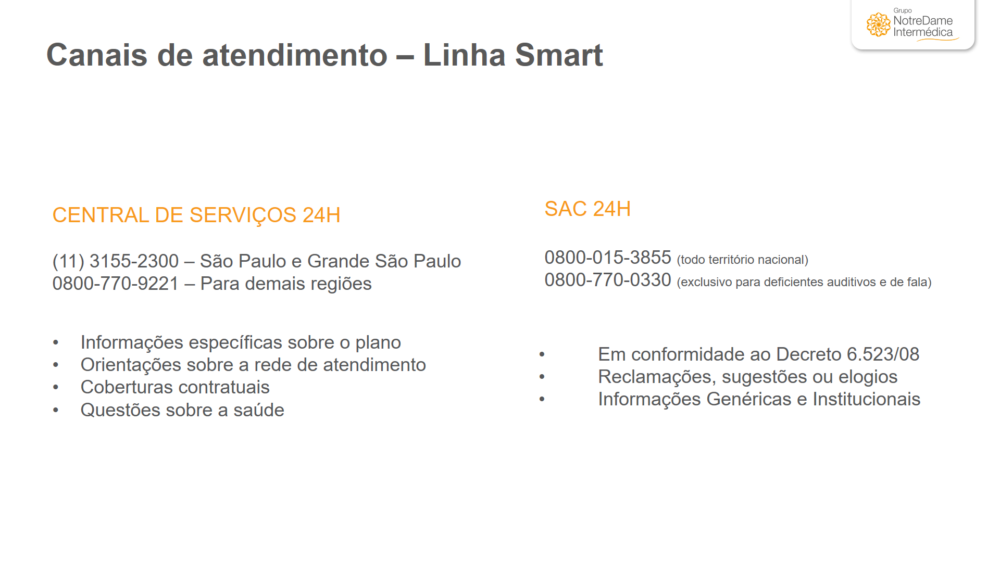 Grupo
NotreDame
Intermédica
Canais de atendimento – Linha Smart
CENTRAL DE SERVIÇOS 24H
(11) 3155-2300 – São Paulo e Grande São Paulo
0800-770-9221 – Para demais regiões
• Informações específicas sobre o plano
• Orientações sobre a rede de atendimento
• Coberturas contratuais
• Questões sobre a saúde
SAC 24H
0800-015-3855 (todo território nacional)
0800-770-0330 (exclusivo para deficientes auditivos e de fala)
• Em conformidade ao Decreto 6.523/08
• Reclamações, sugestões ou elogios
• Informações Genéricas e Institucionais